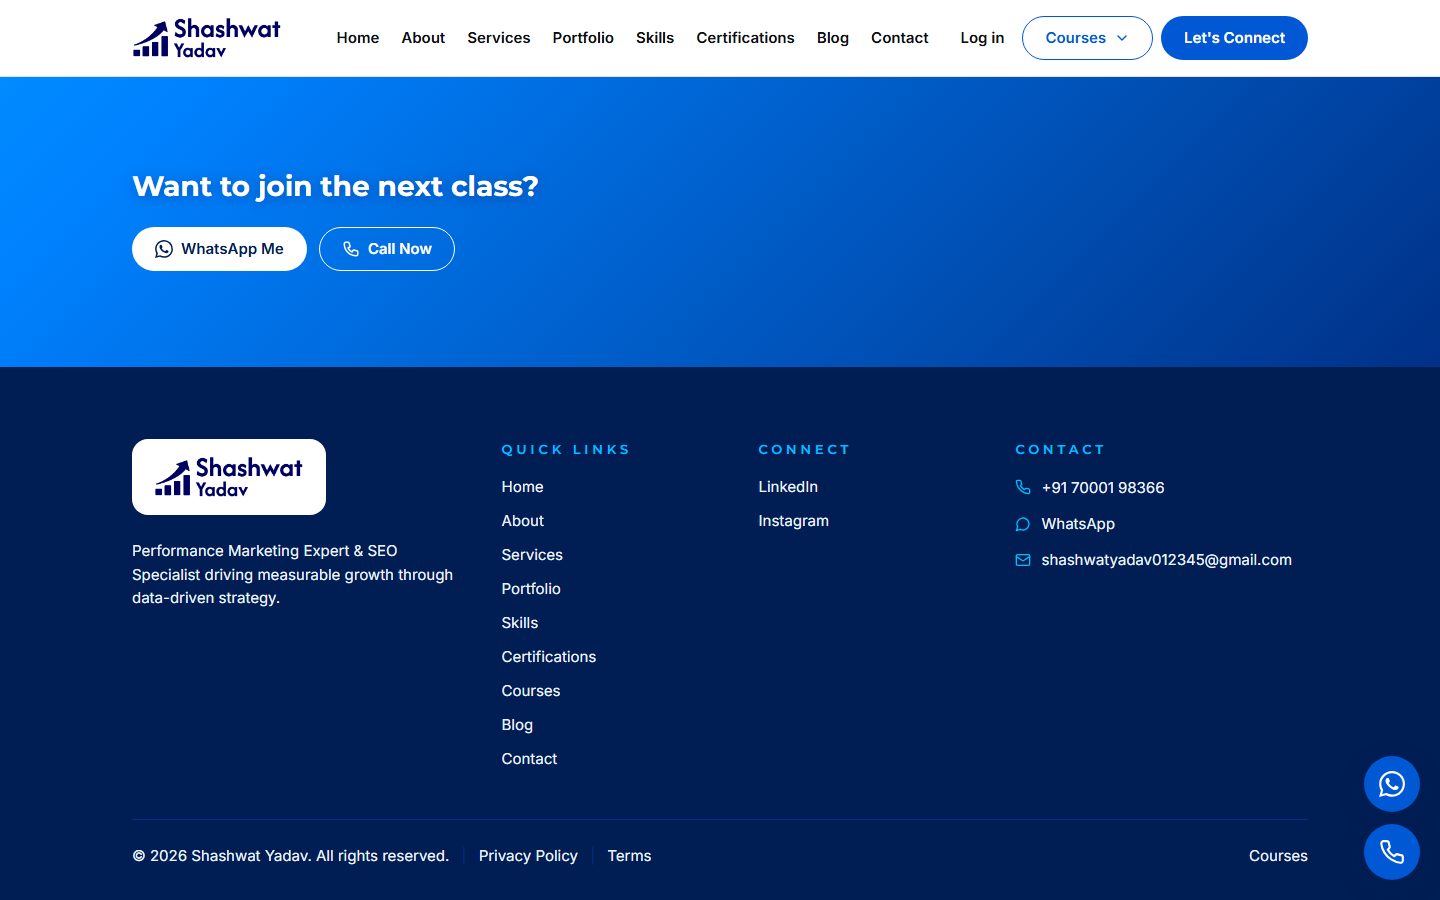 Shashwat
Yadav
Home
About
Services
Portfolio
Skills
Certifications
Blog
Contact
Log in
Courses
Let's Connect
Want to join the next class?
WhatsApp Me
Call Now
Shashwat
Yadav
Performance Marketing Expert & SEO
Specialist driving measurable growth through
data-driven strategy.
QUICK LINKS
Home
About
Services
Portfolio
Skills
Certifications
Courses
Blog
Contact
CONNECT
LinkedIn
Instagram
CONTACT
+91 70001 98366
WhatsApp
shashwatyadav012345@gmail.com
© 2026 Shashwat Yadav. All rights reserved.
Privacy Policy
Terms
Courses